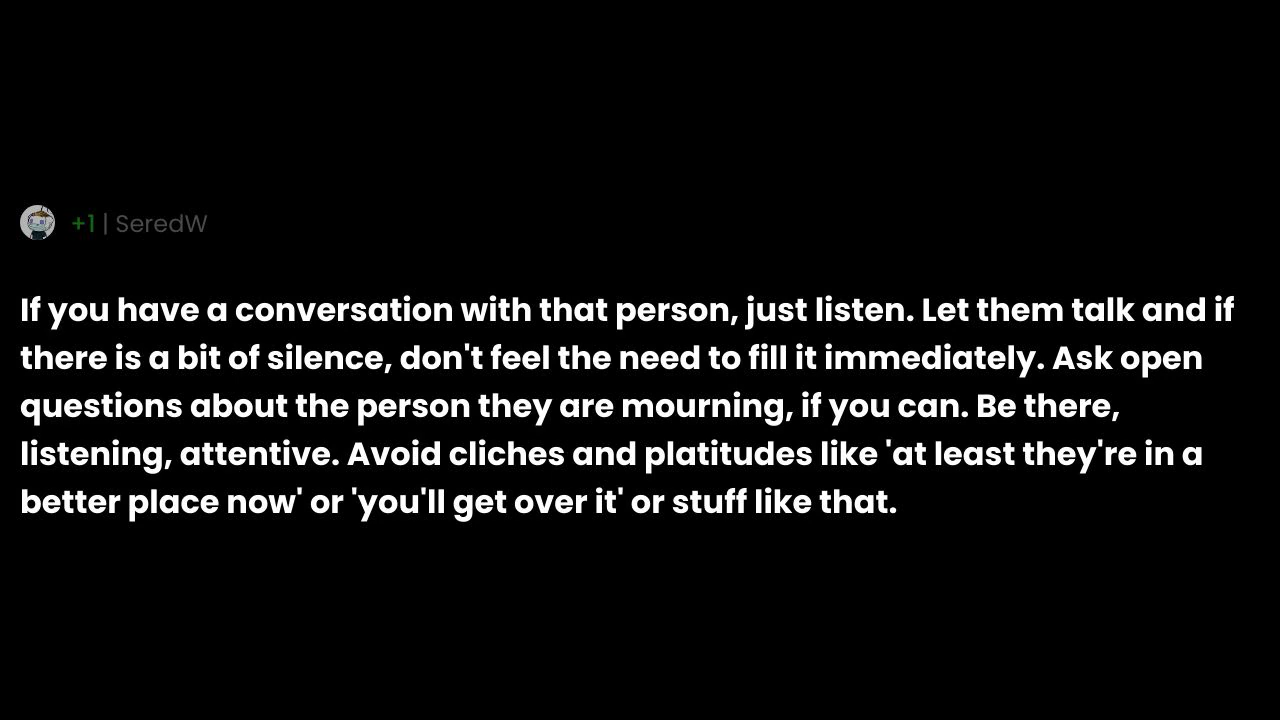 +1 | SeredW
If you have a conversation with that person, just listen. Let them talk and if
there is a bit of silence, don't feel the need to fill it immediately. Ask open
questions about the person they are mourning, if you can. Be there,
listening, attentive. Avoid cliches and platitudes like 'at least they're in a
better place now' or 'you'll get over it' or stuff like that.